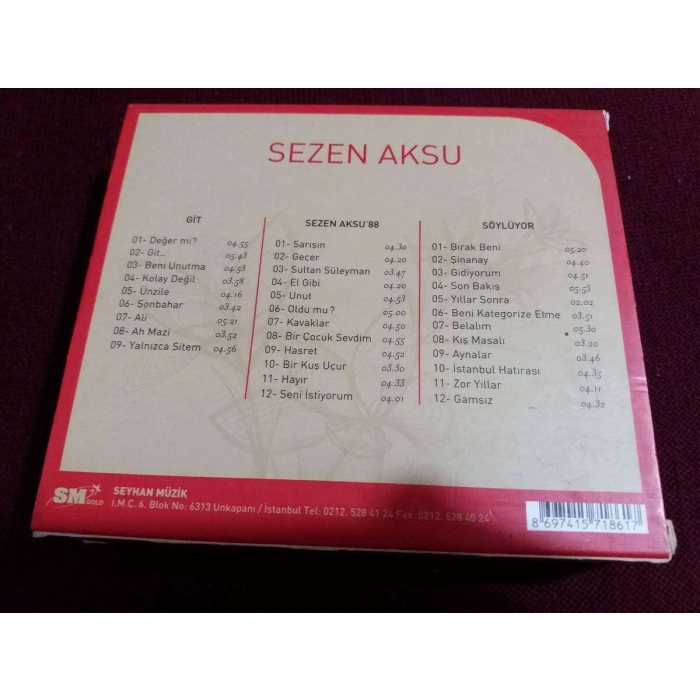 SEZEN AKSU
GİT
01- Değer mi? 04.55
02- Git.. 05.43
03- Beni Unutma 04.53
04- Kolay Değil 03.58
05- Ünzile 04.16
06- Sonbahar 03.42
07- Ali 05.21
08- Ah Mazi 03.52
09- Yalnızca Sitem 04.56
SEZEN AKSU'88
01- Sarışın 04.30
02- Geçer 04.20
03- Sultan Süleyman 03.47
04- El Gibi 04.20
05- Unut 04.53
06- Oldu mu? 05.00
07- Kavaklar 04.50
08- Bir Çocuk Sevdim 04.55
09- Hasret 04.52
10- Bir Kuş Uçur 03.30
11- Hayır 04.33
12- Seni İstiyorum 04.01
SÖYLÜYOR
01- Bırak Beni 05.20
02- Şinanay 04.40
03- Gidiyorum 04.51
04- Son Bakış 05.53
05- Yıllar Sonra 02.02
06- Beni Kategorize Etme 03.51
07- Belalım 05.30
08- Kış Masalı 03.20
09- Aynalar 03.46
10- İstanbul Hatırası 04.35
11- Zor Yıllar 04.11
12- Gamsız 04.32
SM GOLD
SEYHAN MÜZİK
İ.M.Ç. 6. Blok No: 6313 Unkapanı / İstanbul Tel: 0212. 528 41 24 Fax: 0212. 528 40 24
8 697415 718617